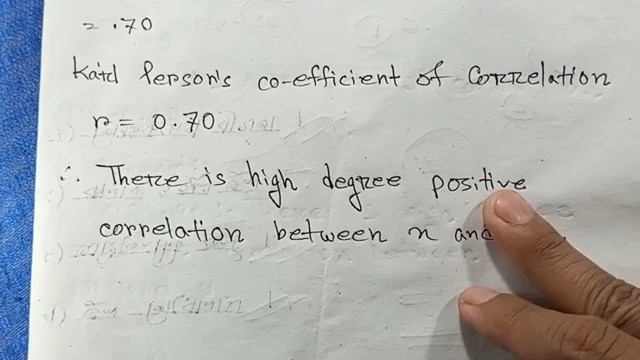 = .70
Karl Person's co-efficient of correlation
r = 0.70
∴ There is high degree positive
correlation between x and